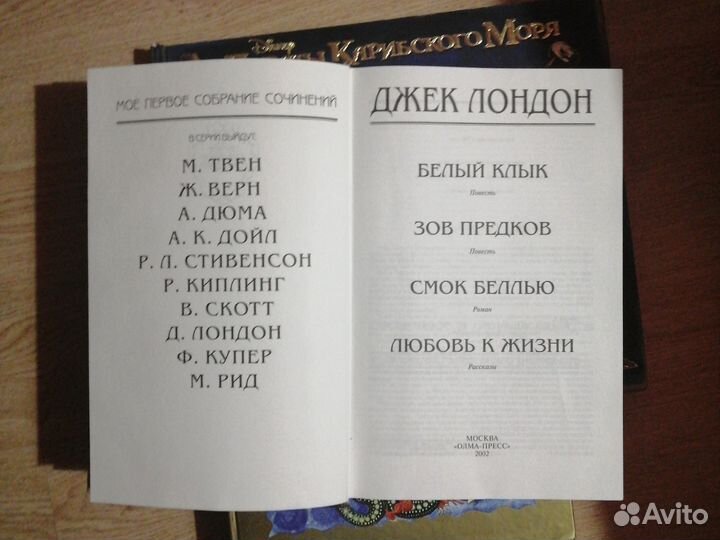 Disney
Карибского Моря
МОЕ ПЕРВОЕ СОБРАНИЕ СОЧИНЕНИЙ
В СЕРИИ ВЫЙДУТ:
М. ТВЕН
Ж. ВЕРН
А. ДЮМА
А. К. ДОЙЛ
Р. Л. СТИВЕНСОН
Р. КИПЛИНГ
В. СКОТТ
Д. ЛОНДОН
Ф. КУПЕР
М. РИД
ДЖЕК ЛОНДОН
БЕЛЫЙ КЛЫК
Повесть
ЗОВ ПРЕДКОВ
Повесть
СМОК БЕЛЛЬЮ
Роман
ЛЮБОВЬ К ЖИЗНИ
Рассказы
МОСКВА
«ОЛМА-ПРЕСС»
2002
Avito